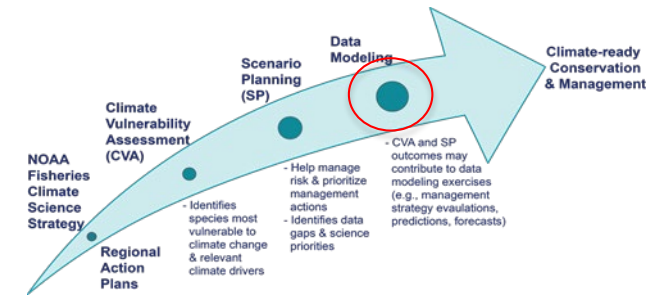 NOAA
Fisheries
Climate
Science
Strategy
Regional
Action
Plans
Climate
Vulnerability
Assessment
(CVA)
- Identifies
species most
vulnerable to
climate change
& relevant
climate drivers
Scenario
Planning
(SP)
- Help manage
risk & prioritize
management
actions
- Identifies data
gaps & science
priorities
Data
Modeling
- CVA and SP
outcomes may
contribute to data
modeling exercises
(e.g., management
strategy evaulations,
predictions, forecasts)
Climate-ready
Conservation
& Management